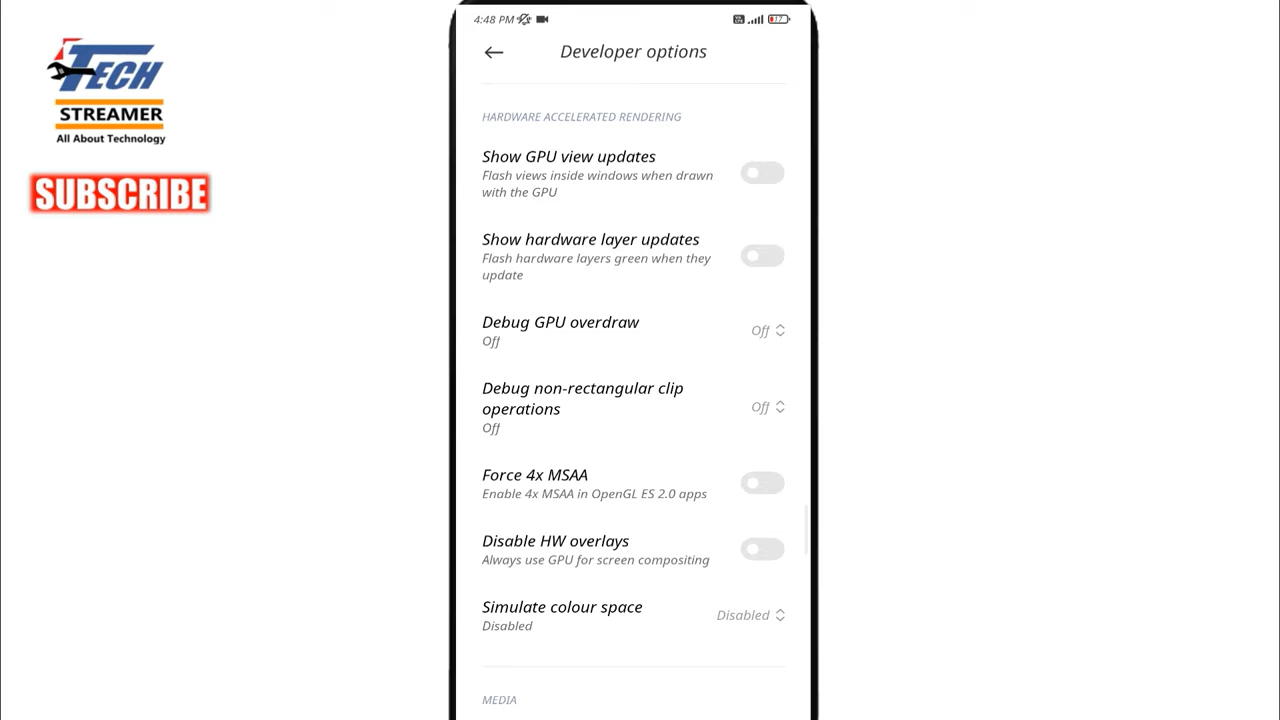 TECH
STREAMER
All About Technology
SUBSCRIBE
4:48 PM
17
Developer options
HARDWARE ACCELERATED RENDERING
Show GPU view updates
Flash views inside windows when drawn
with the GPU
Show hardware layer updates
Flash hardware layers green when they
update
Debug GPU overdraw
Off
Off
Debug non-rectangular clip
operations
Off
Off
Force 4x MSAA
Enable 4x MSAA in OpenGL ES 2.0 apps
Disable HW overlays
Always use GPU for screen compositing
Simulate colour space
Disabled
Disabled
MEDIA